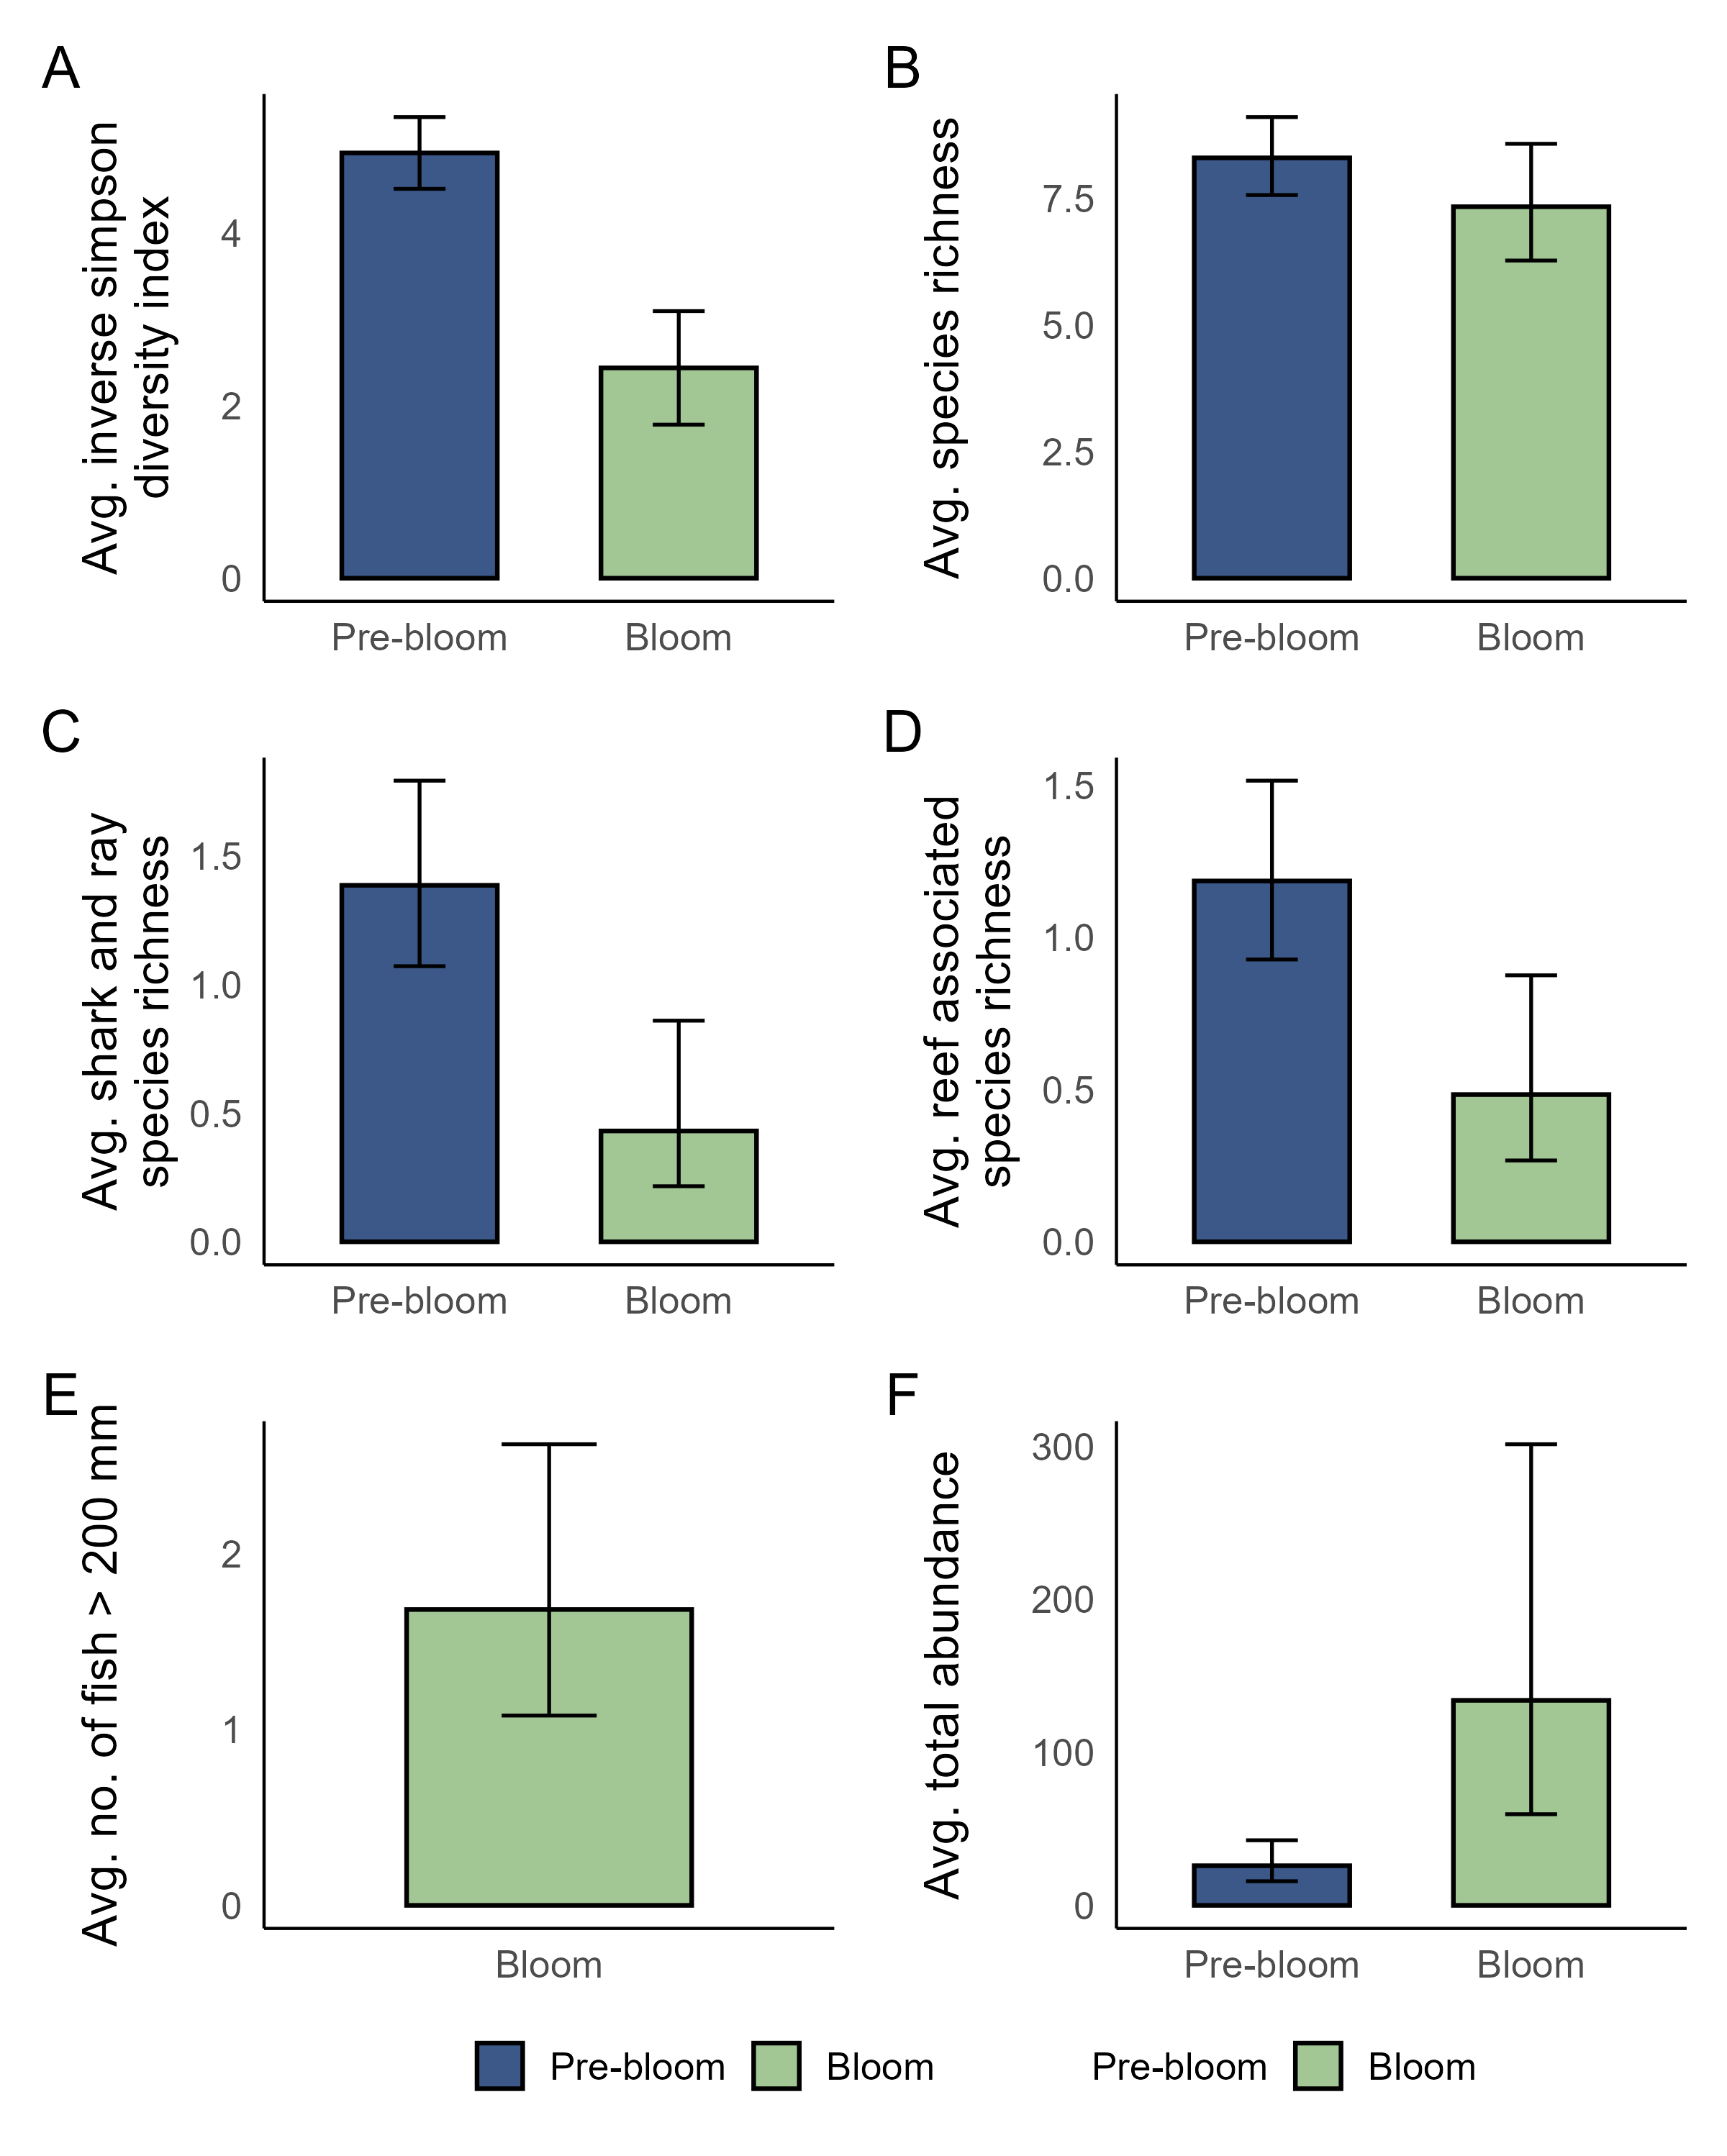 A
Avg. inverse simpson
diversity index
4
2
0
Pre-bloom Bloom
B
Avg. species richness
7.5
5.0
2.5
0.0
Pre-bloom Bloom
C
Avg. shark and ray
species richness
1.5
1.0
0.5
0.0
Pre-bloom Bloom
D
Avg. reef associated
species richness
1.5
1.0
0.5
0.0
Pre-bloom Bloom
E
Avg. no. of fish > 200 mm
2
1
0
Bloom
F
Avg. total abundance
300
200
100
0
Pre-bloom Bloom
Pre-bloom Bloom Pre-bloom Bloom